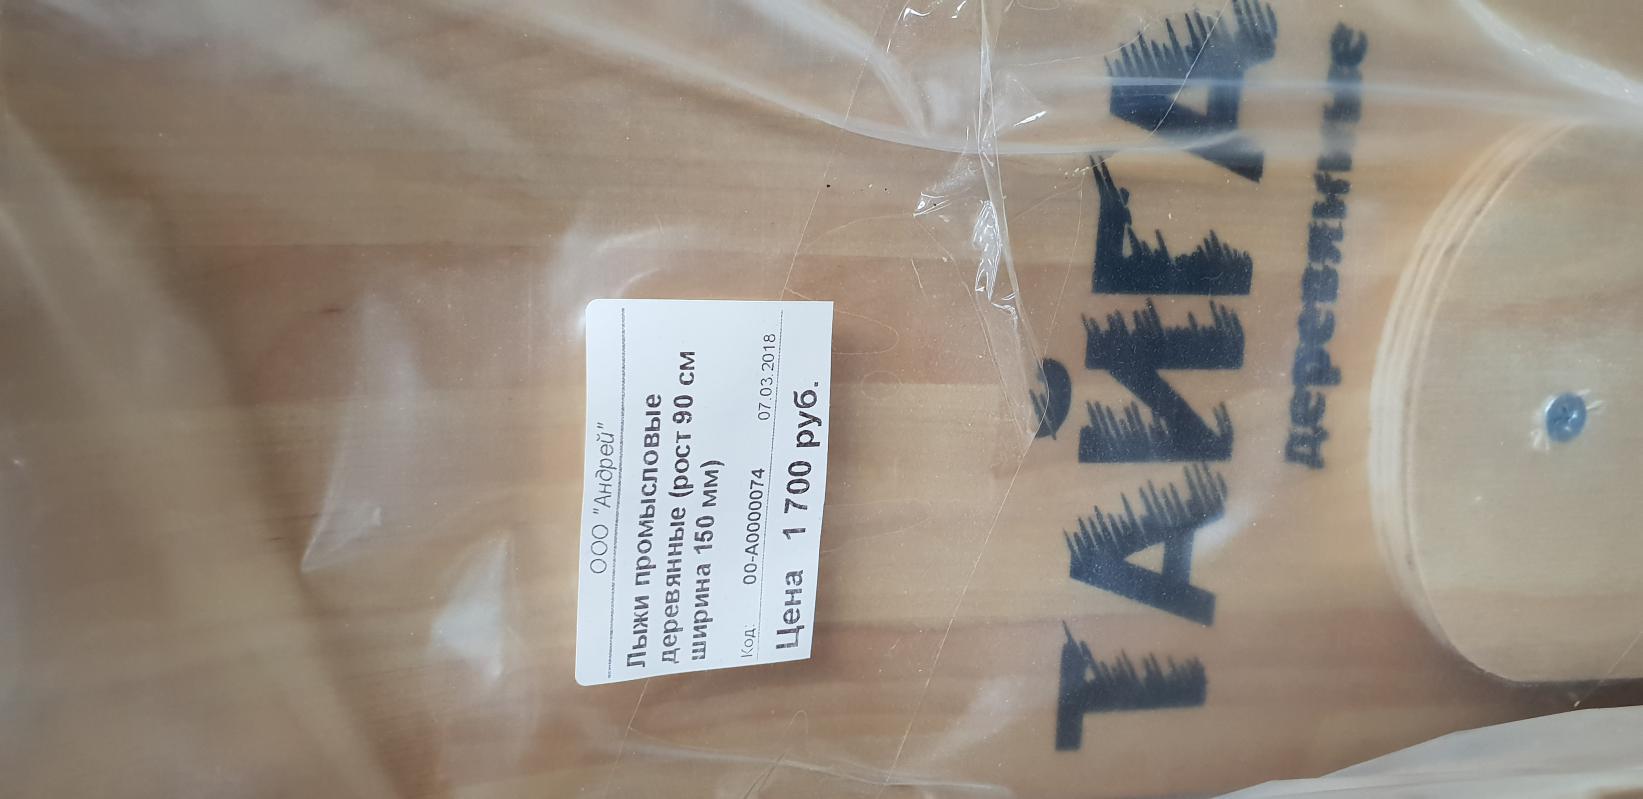 ООО "Андрей"
Лыжи промысловые
деревянные (рост 90 см
ширина 150 мм)
Код: 00-А0000074 07.03.2018
Цена 1 700 руб.
ТАЙГА
деревянные